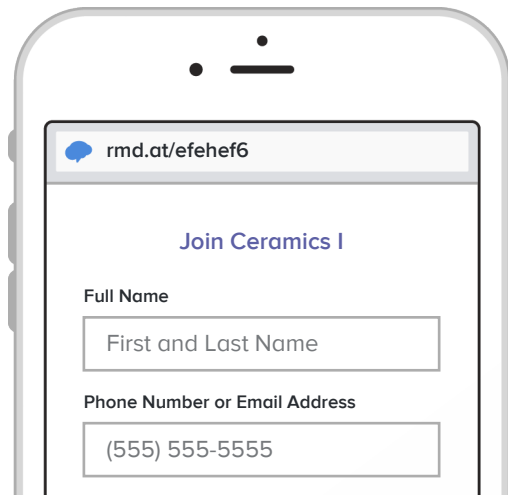 rmd.at/efehef6
Join Ceramics I
Full Name
First and Last Name
Phone Number or Email Address
(555) 555-5555